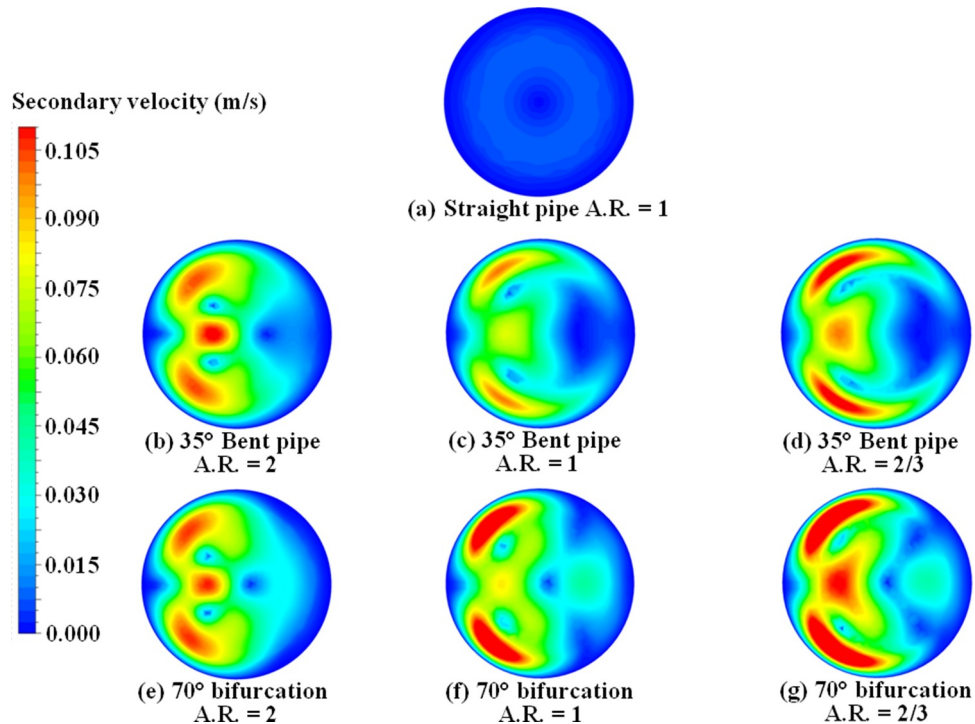 Secondary velocity (m/s)
0.105
0.090
0.075
0.060
0.045
0.030
0.015
0.000
(a) Straight pipe A.R. = 1
(b) 35° Bent pipe
A.R. = 2
(c) 35° Bent pipe
A.R. = 1
(d) 35° Bent pipe
A.R. = 2/3
(e) 70° bifurcation
A.R. = 2
(f) 70° bifurcation
A.R. = 1
(g) 70° bifurcation
A.R. = 2/3